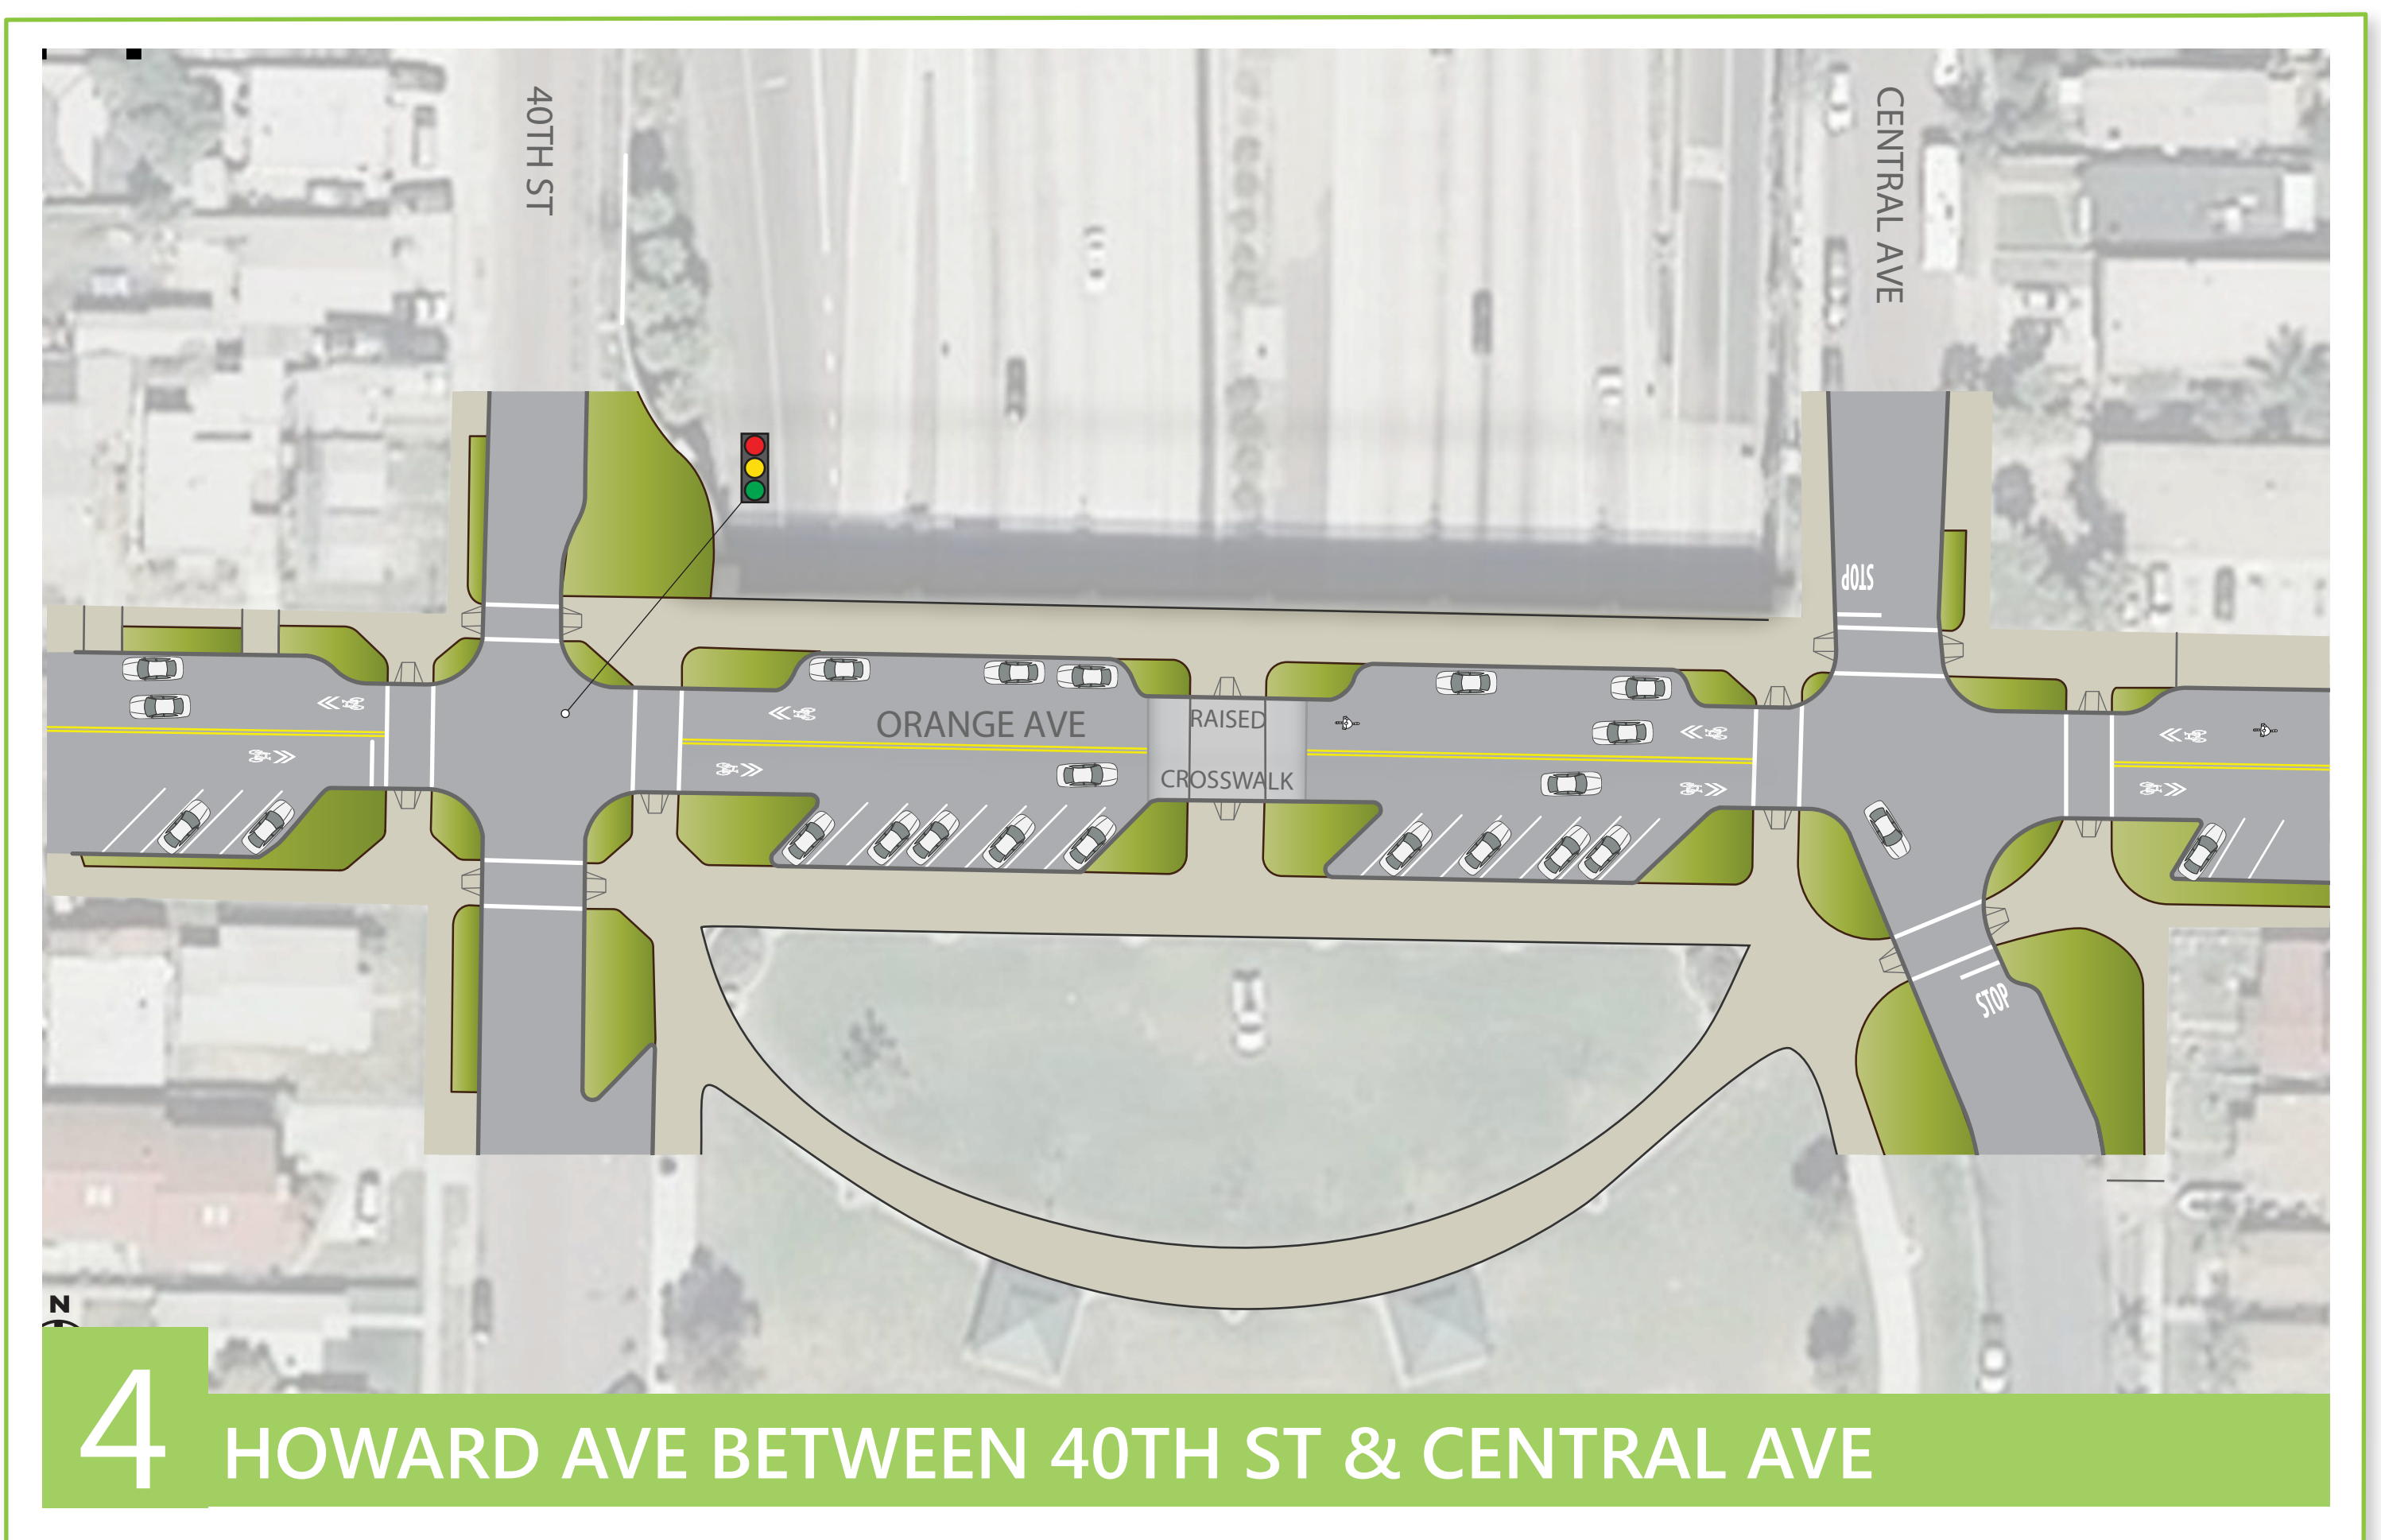 40TH ST
CENTRAL AVE
STOP
ORANGE AVE
RAISED
CROSSWALK
STOP
N
4
HOWARD AVE BETWEEN 40TH ST & CENTRAL AVE